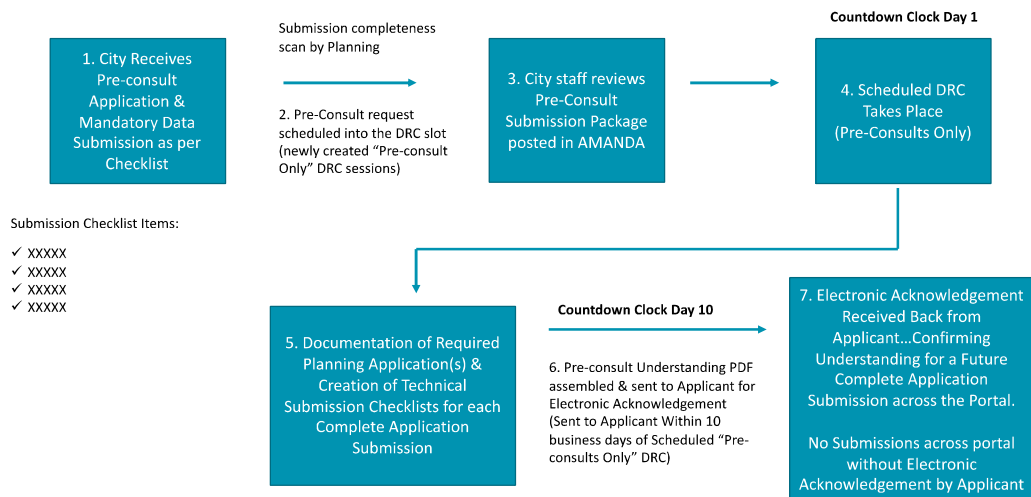 Countdown Clock Day 1
1. City Receives
Pre-consult
Application &
Mandatory Data
Submission as per
Checklist
Submission completeness
scan by Planning
2. Pre-Consult request
scheduled into the DRC slot
(newly created “Pre-consult
Only” DRC sessions)
3. City staff reviews
Pre-Consult
Submission Package
posted in AMANDA
4. Scheduled DRC
Takes Place
(Pre-Consults Only)
Submission Checklist Items:
✓ XXXXX
✓ XXXXX
✓ XXXXX
✓ XXXXX
5. Documentation of Required
Planning Application(s) &
Creation of Technical
Submission Checklists for each
Complete Application
Submission
Countdown Clock Day 10
6. Pre-consult Understanding PDF
assembled & sent to Applicant for
Electronic Acknowledgement
(Sent to Applicant Within 10
business days of Scheduled “Pre-
consults Only” DRC)
7. Electronic Acknowledgement
Received Back from
Applicant…Confirming
Understanding for a Future
Complete Application
Submission across the Portal.
No Submissions across portal
without Electronic
Acknowledgement by Applicant